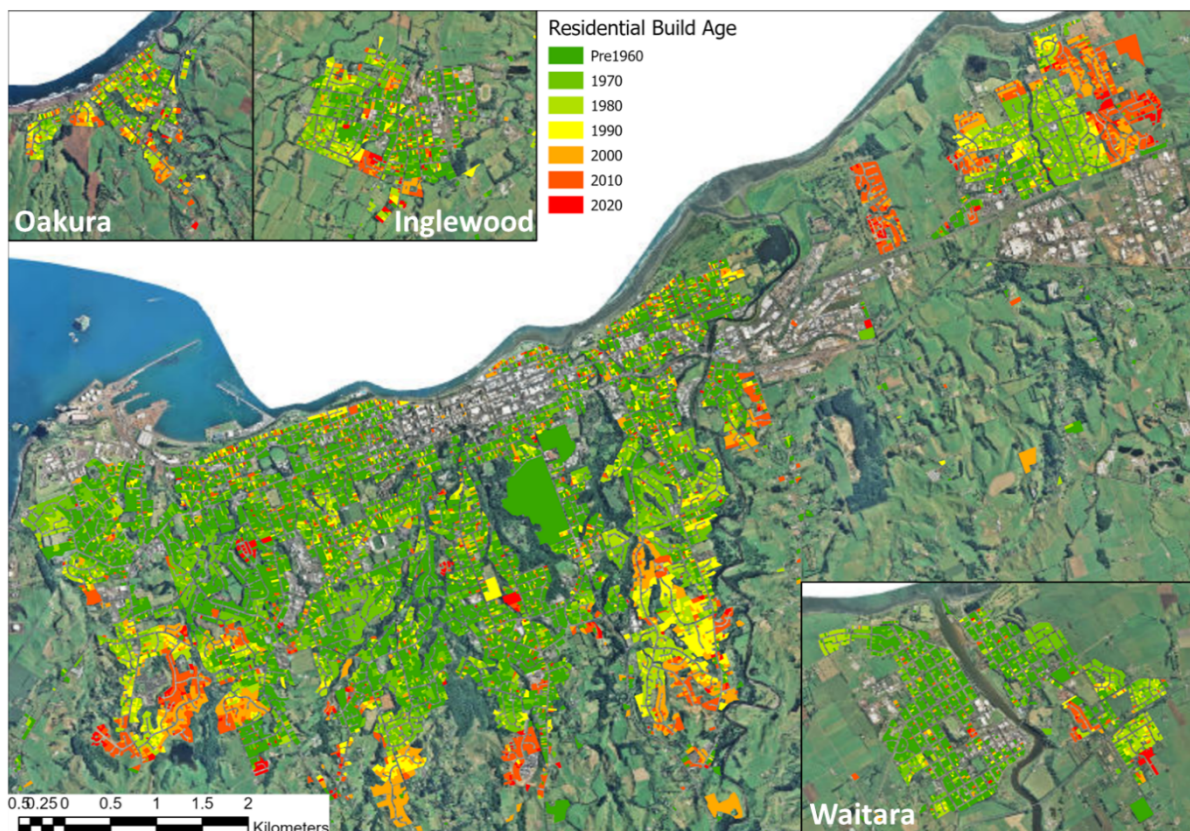 Oakura
Inglewood
Residential Build Age
Pre1960
1970
1980
1990
2000
2010
2020
0.5 0.25 0 0.5 1 1.5 2
Kilometers
Waitara